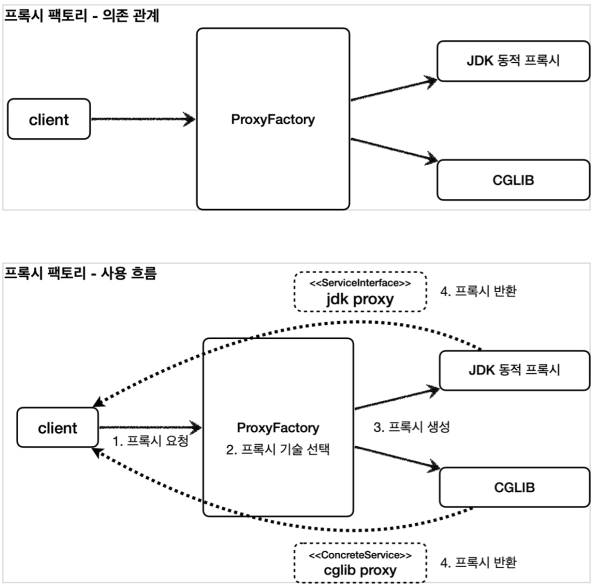 프록시 팩토리 - 의존 관계
client
ProxyFactory
JDK 동적 프록시
CGLIB
프록시 팩토리 - 사용 흐름
<<ServiceInterface>>
jdk proxy
4. 프록시 반환
JDK 동적 프록시
client
1. 프록시 요청
ProxyFactory
2. 프록시 기술 선택
3. 프록시 생성
CGLIB
<<ConcreteService>>
cglib proxy
4. 프록시 반환